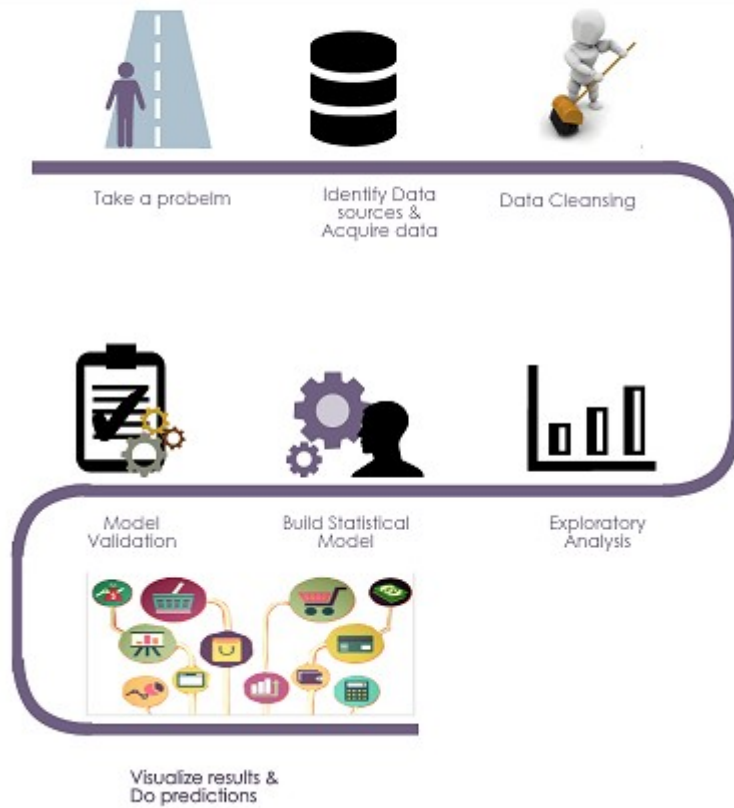 Take a probelm
Identify Data
sources &
Acquire data
Data Cleansing
Exploratory
Analysis
Build Statistical
Model
Model
Validation
Visualize results &
Do predictions